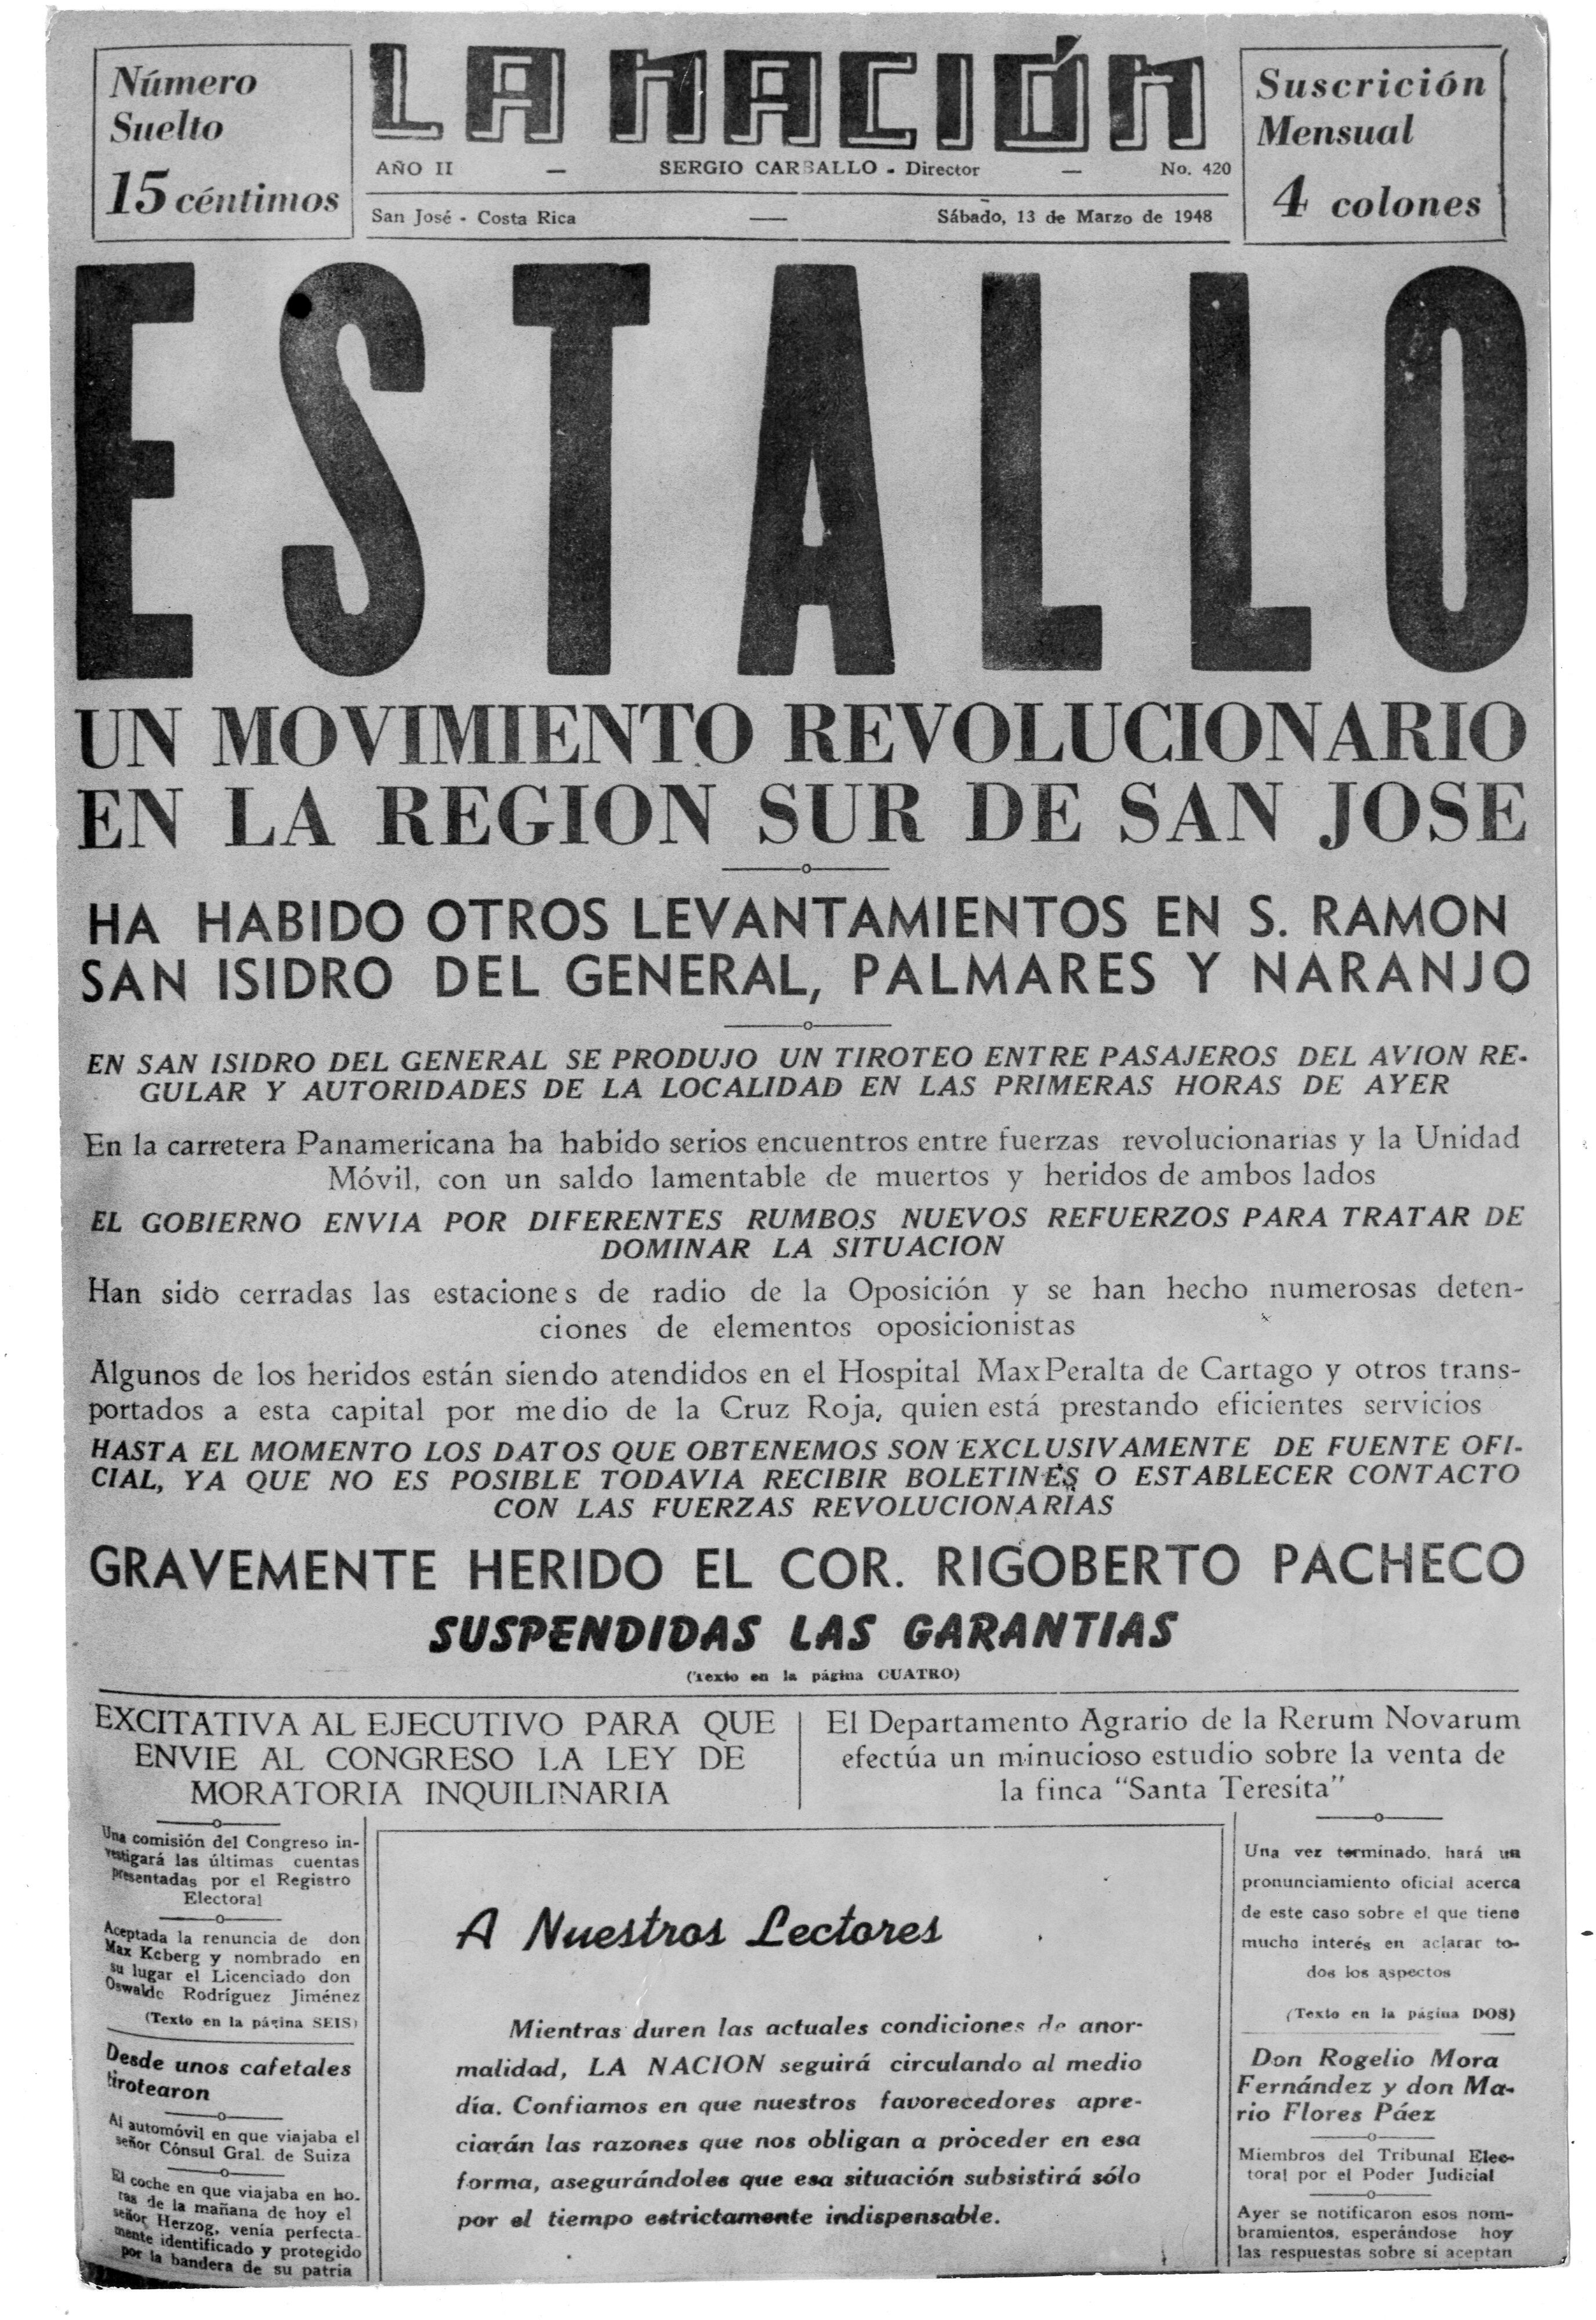 Número
Suelto
15 céntimos
LA NACIÓN
AÑO II — SERGIO CARBALLO - Director — No. 420
San José - Costa Rica — Sábado, 13 de Marzo de 1948
Suscrición
Mensual
4 colones
ESTALLO
UN MOVIMIENTO REVOLUCIONARIO
EN LA REGION SUR DE SAN JOSE
HA HABIDO OTROS LEVANTAMIENTOS EN S. RAMON
SAN ISIDRO DEL GENERAL, PALMARES Y NARANJO
EN SAN ISIDRO DEL GENERAL SE PRODUJO UN TIROTEO ENTRE PASAJEROS DEL AVION RE-
GULAR Y AUTORIDADES DE LA LOCALIDAD EN LAS PRIMERAS HORAS DE AYER
En la carretera Panamericana ha habido serios encuentros entre fuerzas revolucionarias y la Unidad
Móvil, con un saldo lamentable de muertos y heridos de ambos lados
EL GOBIERNO ENVIA POR DIFERENTES RUMBOS NUEVOS REFUERZOS PARA TRATAR DE
DOMINAR LA SITUACION
Han sido cerradas las estaciones de radio de la Oposición y se han hecho numerosas deten-
ciones de elementos oposicionistas
Algunos de los heridos están siendo atendidos en el Hospital Max Peralta de Cartago y otros trans-
portados a esta capital por medio de la Cruz Roja, quien está prestando eficientes servicios
HASTA EL MOMENTO LOS DATOS QUE OBTENEMOS SON EXCLUSIVAMENTE DE FUENTE OFI-
CIAL, YA QUE NO ES POSIBLE TODAVIA RECIBIR BOLETINES O ESTABLECER CONTACTO
CON LAS FUERZAS REVOLUCIONARIAS
GRAVEMENTE HERIDO EL COR. RIGOBERTO PACHECO
SUSPENDIDAS LAS GARANTIAS
(Texto en la página CUATRO)
EXCITATIVA AL EJECUTIVO PARA QUE
ENVIE AL CONGRESO LA LEY DE
MORATORIA INQUILINARIA
El Departamento Agrario de la Rerum Novarum
efectúa un minucioso estudio sobre la venta de
la finca "Santa Teresita"
Una comisión del Congreso in-
vestigará las últimas cuentas
presentadas por el Registro
Electoral
Aceptada la renuncia de don
Max Koberg y nombrado en
su lugar el Licenciado don
Oswaldo Rodríguez Jiménez
(Texto en la página SEIS)
Desde unos cafetales
tirotearon
Al automóvil en que viajaba el
señor Cónsul Gral. de Suiza
El coche en que viajaba en ho-
ras de la mañana de hoy el
señor Herzog, venía perfecta-
mente identificado y protegido
por la bandera de su patria
A Nuestros Lectores
Mientras duren las actuales condiciones de anor-
malidad, LA NACION seguirá circulando al medio
día. Confiamos en que nuestros favorecedores apre-
ciarán las razones que nos obligan a proceder en esa
forma, asegurándoles que esa situación subsistirá sólo
por el tiempo estrictamente indispensable.
Una vez terminado, hará un
pronunciamiento oficial acerca
de este caso sobre el que tiene
mucho interés en aclarar to-
dos los aspectos
(Texto en la página DOS)
Don Rogelio Mora
Fernández y don Ma-
rio Flores Páez
Miembros del Tribunal Elec-
toral por el Poder Judicial
Ayer se notificaron esos nom-
bramientos, esperándose hoy
las respuestas sobre si aceptan